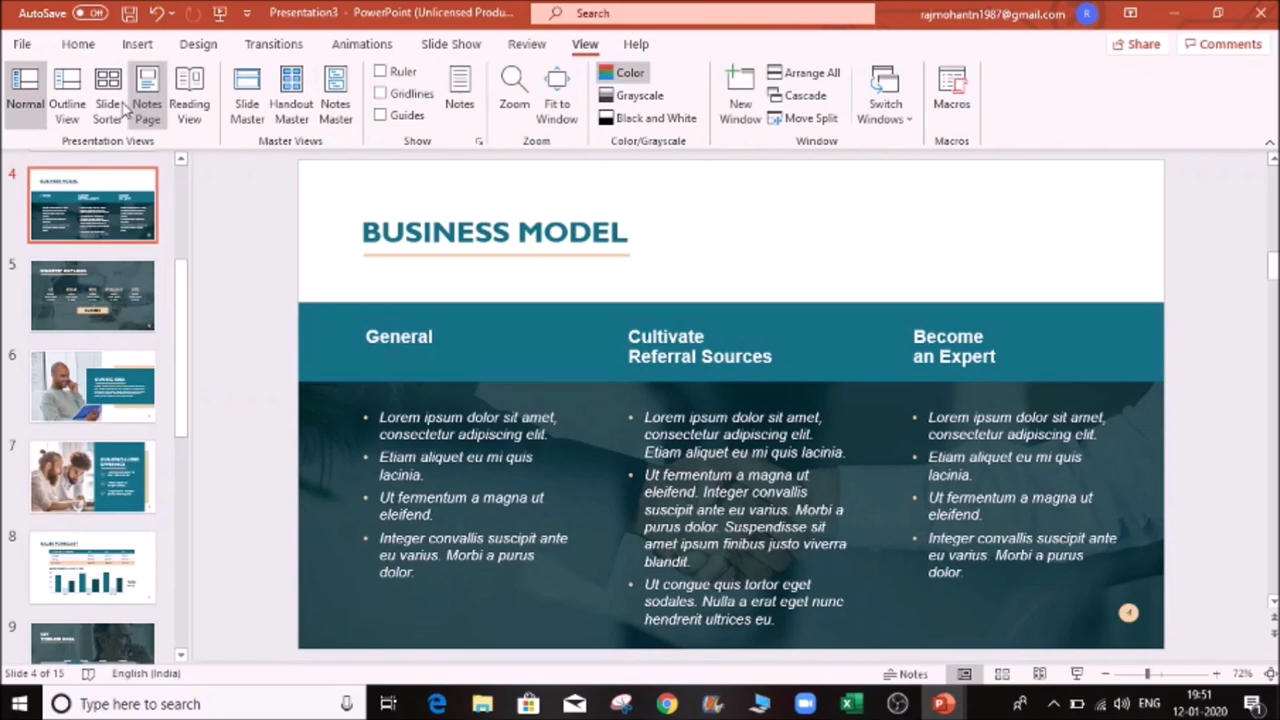 AutoSave Off Presentation3 - PowerPoint (Unlicensed Produ... Search rajmohantn1987@gmail.com R
File Home Insert Design Transitions Animations Slide Show Review View Help Share Comments
Normal Outline View Slide Sorter Notes Page Reading View
Presentation Views
Slide Master Handout Master Notes Master
Master Views
Ruler
Gridlines
Guides
Notes
Show
Zoom Fit to Window
Zoom
Color
Grayscale
Black and White
Color/Grayscale
New Window
Arrange All
Cascade
Move Split
Switch Windows
Window
Macros
Macros
4
BUSINESS MODEL
5
6
7
8
9
BUSINESS MODEL
General
Cultivate
Referral Sources
Become
an Expert
• Lorem ipsum dolor sit amet,
consectetur adipiscing elit.
• Etiam aliquet eu mi quis
lacinia.
• Ut fermentum a magna ut
eleifend.
• Integer convallis suscipit ante
eu varius. Morbi a purus
dolor.
• Lorem ipsum dolor sit amet,
consectetur adipiscing elit.
Etiam aliquet eu mi quis lacinia.
• Ut fermentum a magna ut
eleifend. Integer convallis
suscipit ante eu varius. Morbi a
purus dolor. Suspendisse sit
amet ipsum finibus justo viverra
blandit.
• Ut congue quis tortor eget
sodales. Nulla a erat eget nunc
hendrerit ultrices eu.
• Lorem ipsum dolor sit amet,
consectetur adipiscing elit.
• Etiam aliquet eu mi quis
lacinia.
• Ut fermentum a magna ut
eleifend.
• Integer convallis suscipit ante
eu varius. Morbi a purus
dolor.
4
Slide 4 of 15 English (India) Notes 72%
Type here to search ENG 19:51
12-01-2020 1